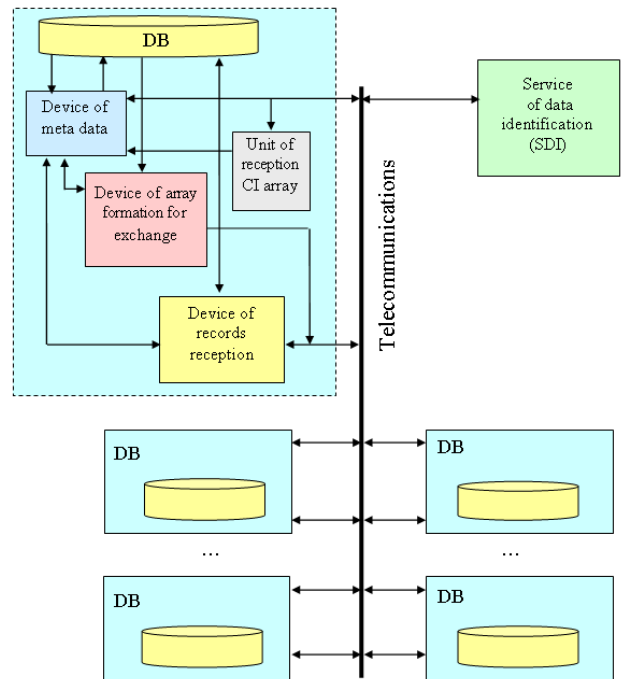 DB
Device of
meta data
Unit of
reception
CI array
Device of array
formation for
exchange
Device of
records
reception
Service
of data
identification
(SDI)
Telecommunications
DB
DB
...
...
DB
DB